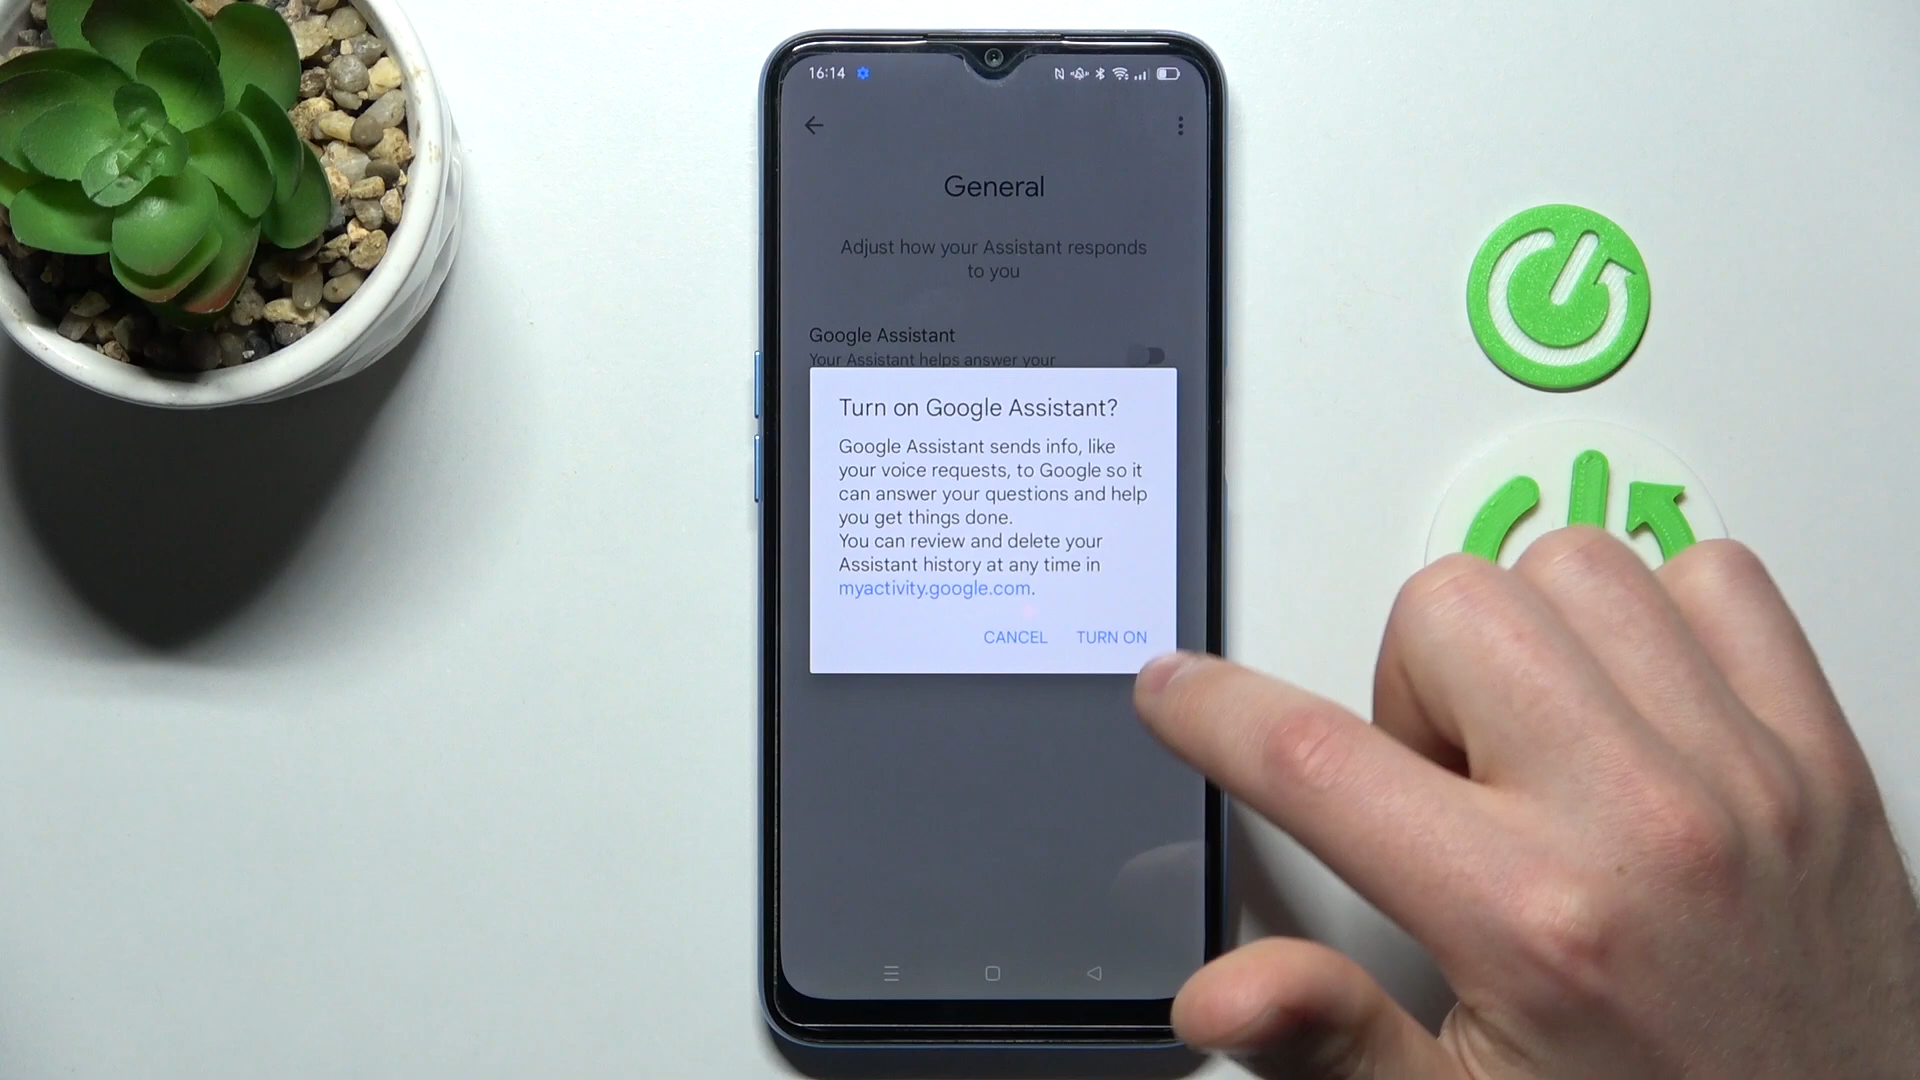 16:14
General
Adjust how your Assistant responds
to you
Google Assistant
Your Assistant helps answer your
Turn on Google Assistant?
Google Assistant sends info, like
your voice requests, to Google so it
can answer your questions and help
you get things done.
You can review and delete your
Assistant history at any time in
myactivity.google.com.
CANCEL TURN ON